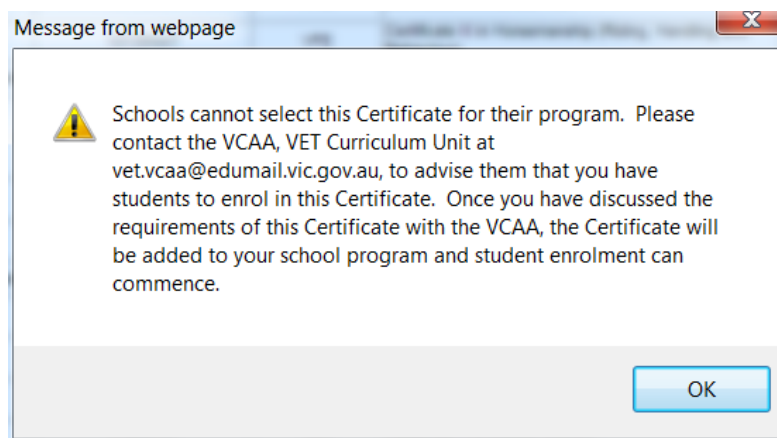 Message from webpage
Schools cannot select this Certificate for their program.  Please
contact the VCAA, VET Curriculum Unit at
vet.vcaa@edumail.vic.gov.au, to advise them that you have
students to enrol in this Certificate.  Once you have discussed the
requirements of this Certificate with the VCAA, the Certificate will
be added to your school program and student enrolment can
commence.
OK